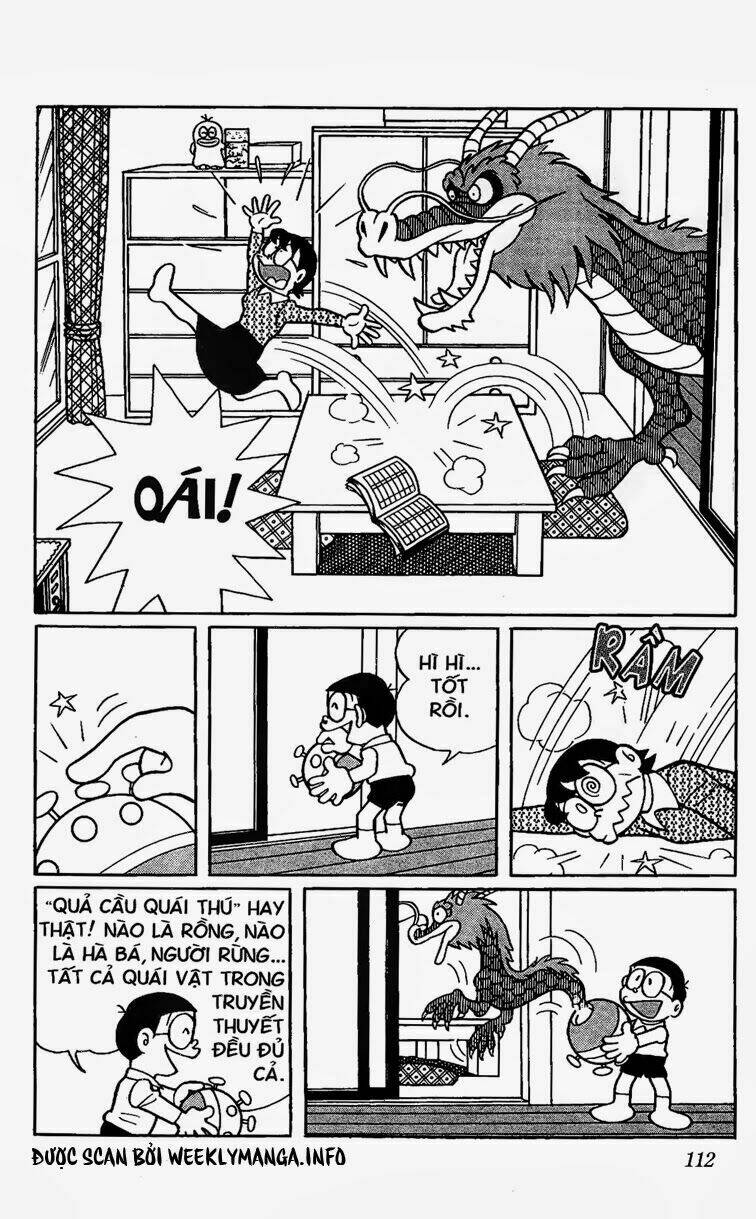 QÁI!
HÌ HÌ...
TỐT
RỒI.
RẦM
“QUẢ CẦU QUÁI THÚ” HAY
THẬT! NÀO LÀ RỒNG, NÀO
LÀ HÀ BÁ, NGƯỜI RỪNG...
TẤT CẢ QUÁI VẬT TRONG
TRUYỀN
THUYẾT
ĐỀU ĐỦ
CẢ.
ĐƯỢC SCAN BỞI WEEKLYMANGA.INFO
112